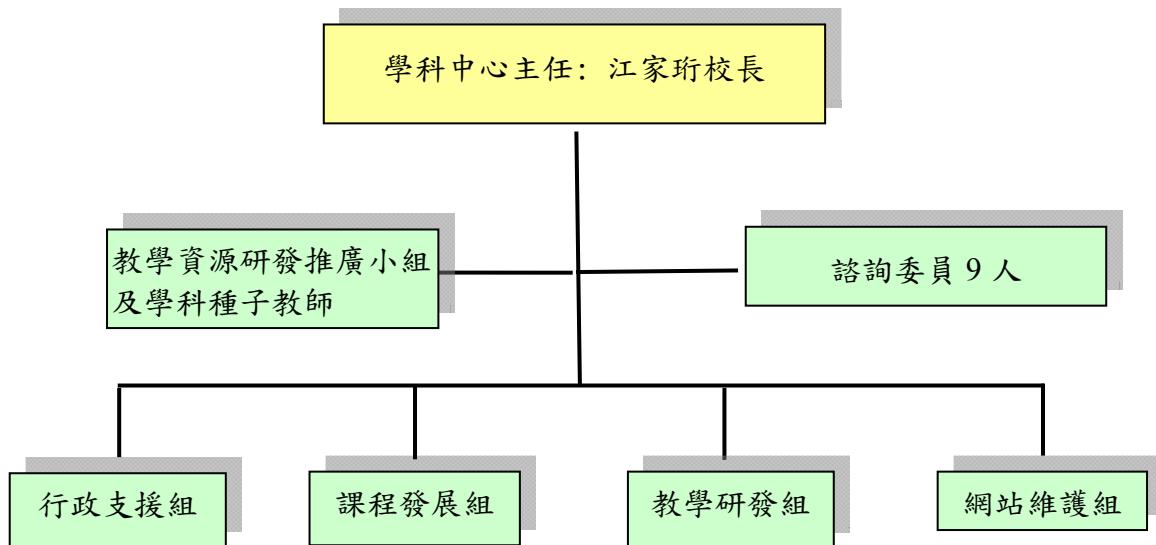 學科中心主任: 江家珩校長
教學資源研發推廣小組
及學科種子教師
諮詢委員 9 人
行政支援組
課程發展組
教學研發組
網站維護組